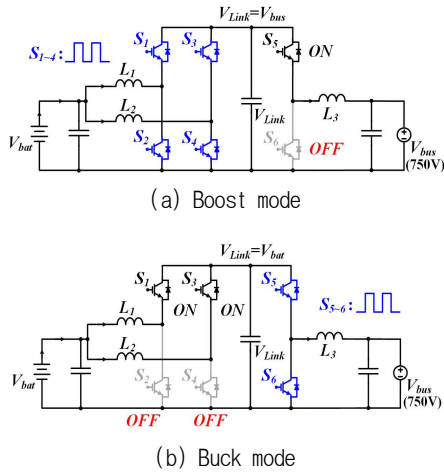 V_Link=V_bus
S_1 S_3 S_5 ON
S_1~4 :
L_1
L_2
V_bat
S_2 S_4
V_Link
S_6 OFF
L_3
V_bus
(750V)
(a) Boost mode
V_Link=V_bat
S_1 S_3 S_5
ON ON
S_5~6 :
L_1
L_2
V_bat
S_2 S_4
OFF OFF
V_Link
S_6
L_3
V_bus
(750V)
(b) Buck mode